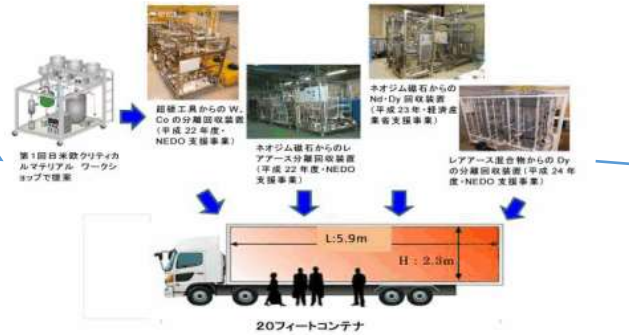 超硬工具からのW、
Coの分離回収装置
(平成22年度・
NEDO支援事業)
ネオジム磁石からのレ
アアース分離回収装置
(平成22年度・NEDO
支援事業)
ネオジム磁石からの
Nd・Dy回収装置
(平成23年・経済産
業省支援事業)
レアアース混合物からのDy
の分離回収装置(平成24年
度・NEDO支援事業)
第1回日米欧クリティカ
ルマテリアル ワークシ
ョップで提案
L:5.9m
H:2.3m
20フィートコンテナ